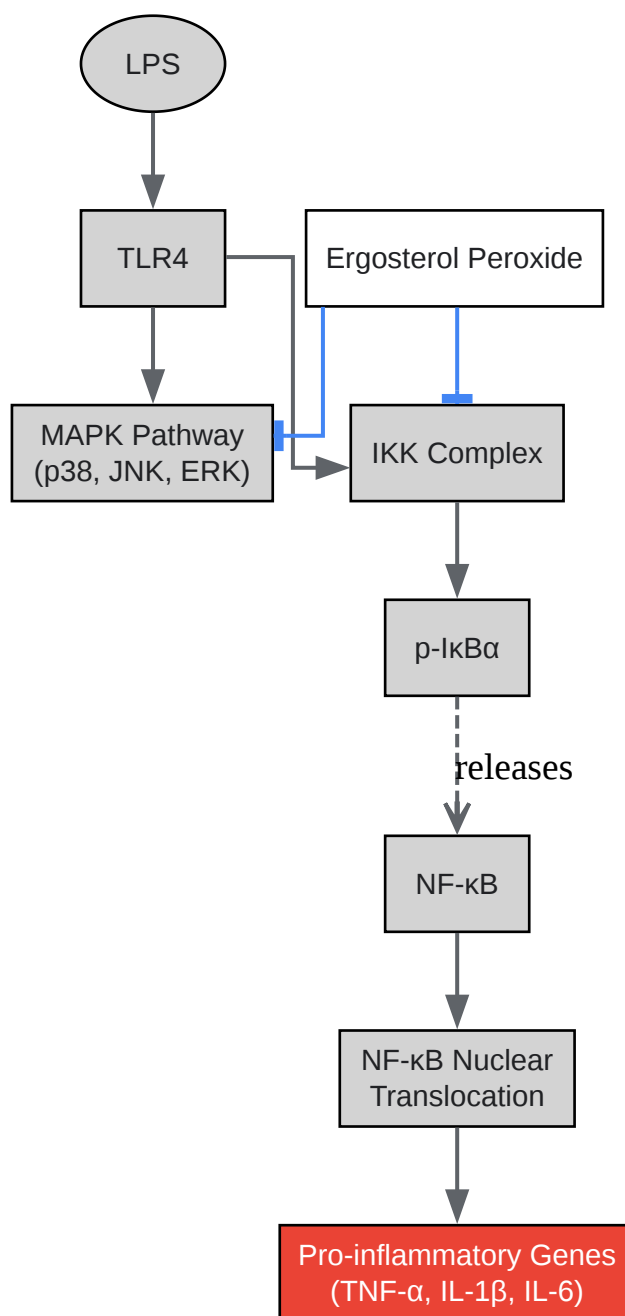 LPS
TLR4
Ergosterol Peroxide
MAPK Pathway
(p38, JNK, ERK)
IKK Complex
p-IκBα
releases
NF-κB
NF-κB Nuclear
Translocation
Pro-inflammatory Genes
(TNF-α, IL-1β, IL-6)